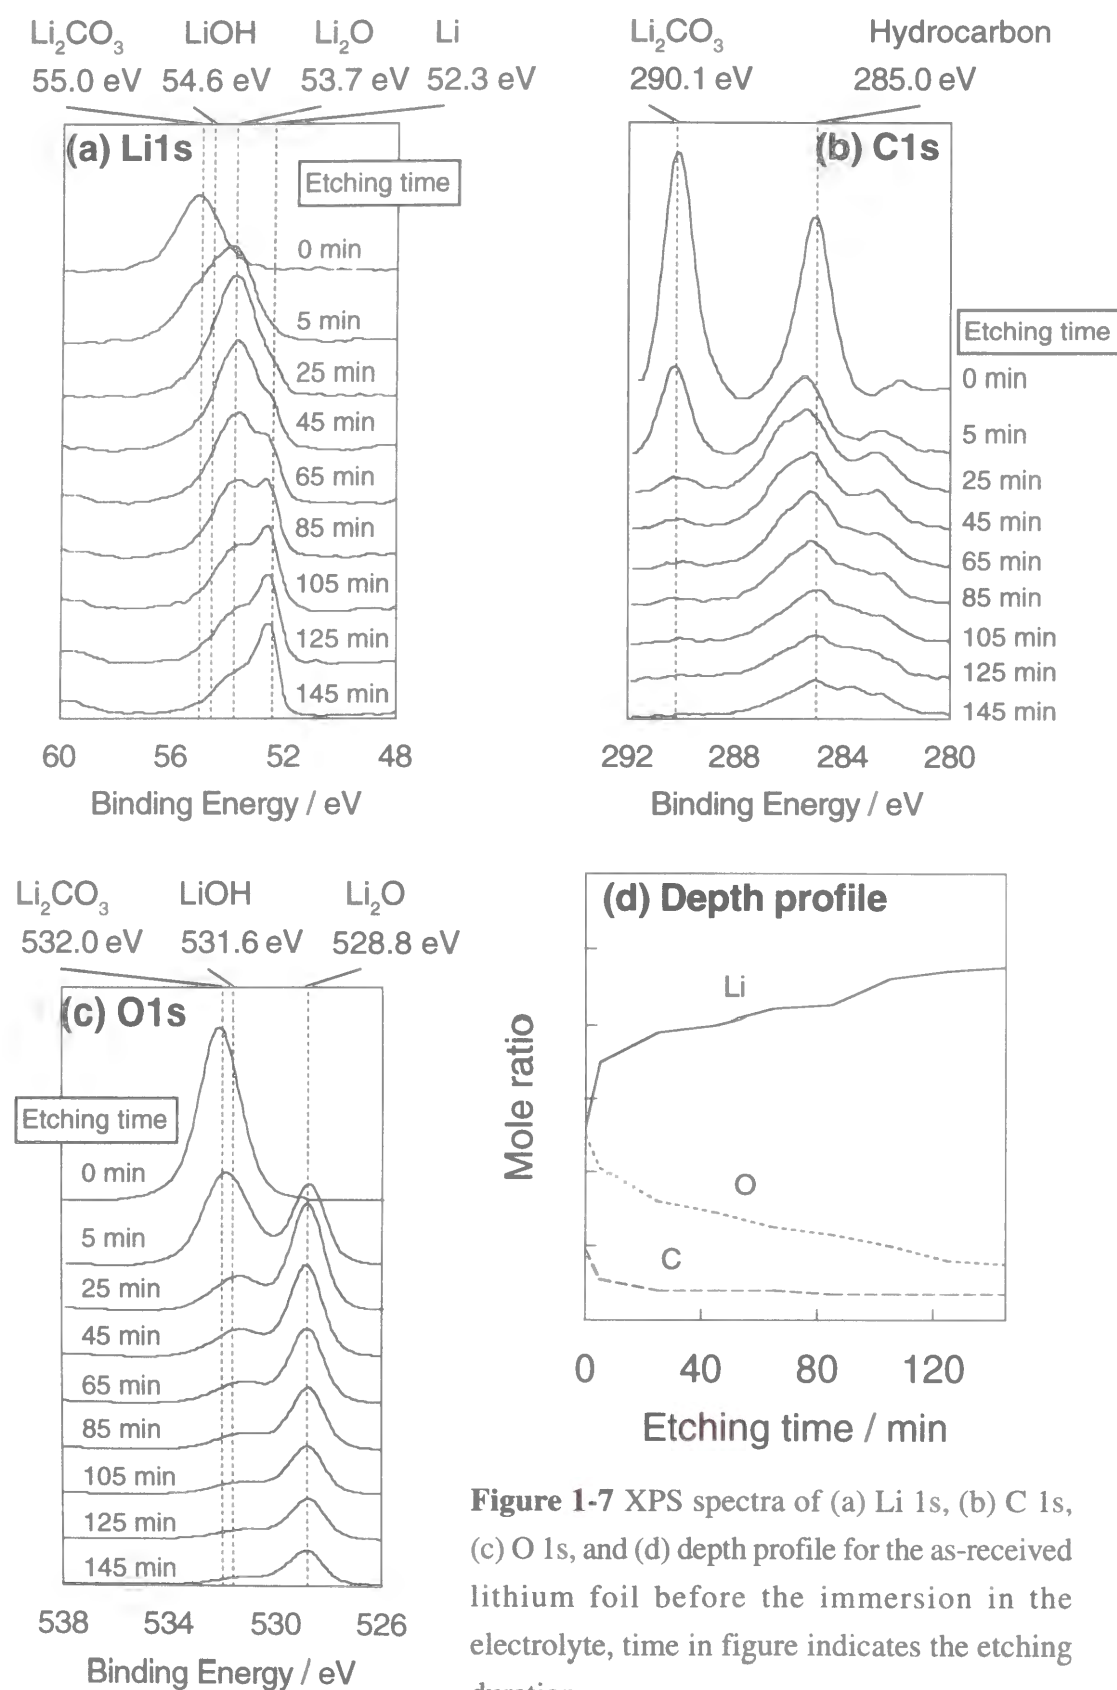 Li₂CO₃ LiOH Li₂O Li
55.0 eV 54.6 eV 53.7 eV 52.3 eV
(a) Li1s
Etching time
0 min
5 min
25 min
45 min
65 min
85 min
105 min
125 min
145 min
60 56 52 48
Binding Energy / eV
Li₂CO₃ Hydrocarbon
290.1 eV 285.0 eV
(b) C1s
Etching time
0 min
5 min
25 min
45 min
65 min
85 min
105 min
125 min
145 min
292 288 284 280
Binding Energy / eV
Li₂CO₃ LiOH Li₂O
532.0 eV 531.6 eV 528.8 eV
(c) O1s
Etching time
0 min
5 min
25 min
45 min
65 min
85 min
105 min
125 min
145 min
538 534 530 526
Binding Energy / eV
(d) Depth profile
Li
O
C
Mole ratio
0 40 80 120
Etching time / min
Figure 1-7 XPS spectra of (a) Li 1s, (b) C 1s,
(c) O 1s, and (d) depth profile for the as-received
lithium foil before the immersion in the
electrolyte, time in figure indicates the etching